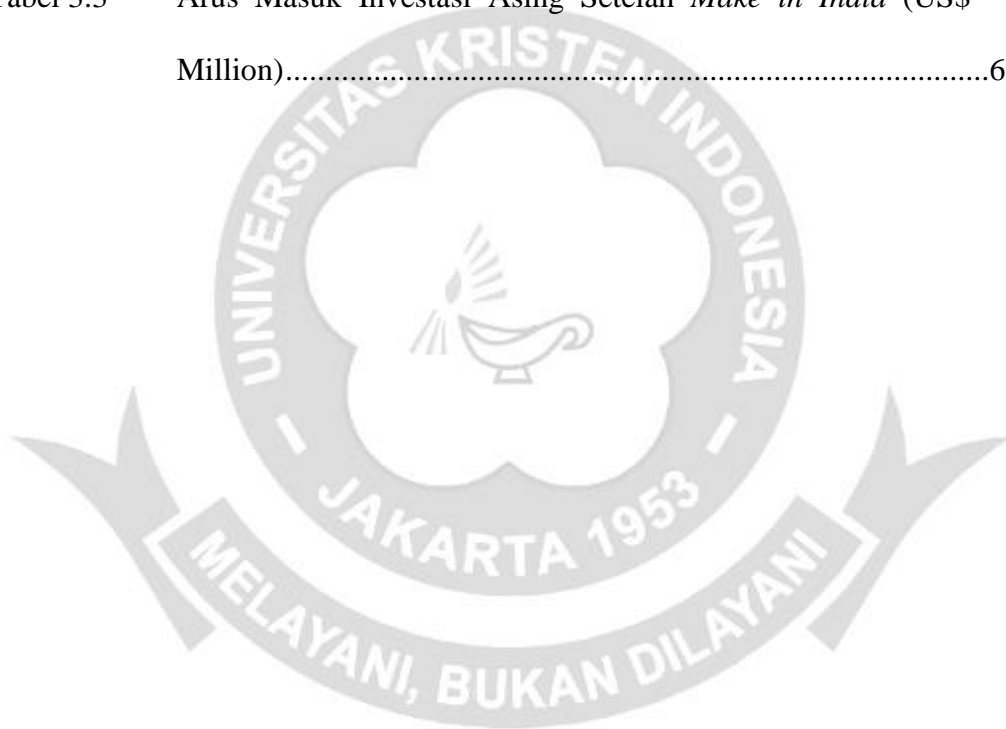 Tabel 3.3 Arus Masuk Investasi Asing Setelah Make in India (US$
Million)........................................................................................6
UNIVERSITAS KRISTEN INDONESIA
- JAKARTA 1953 -
MELAYANI, BUKAN DILAYANI